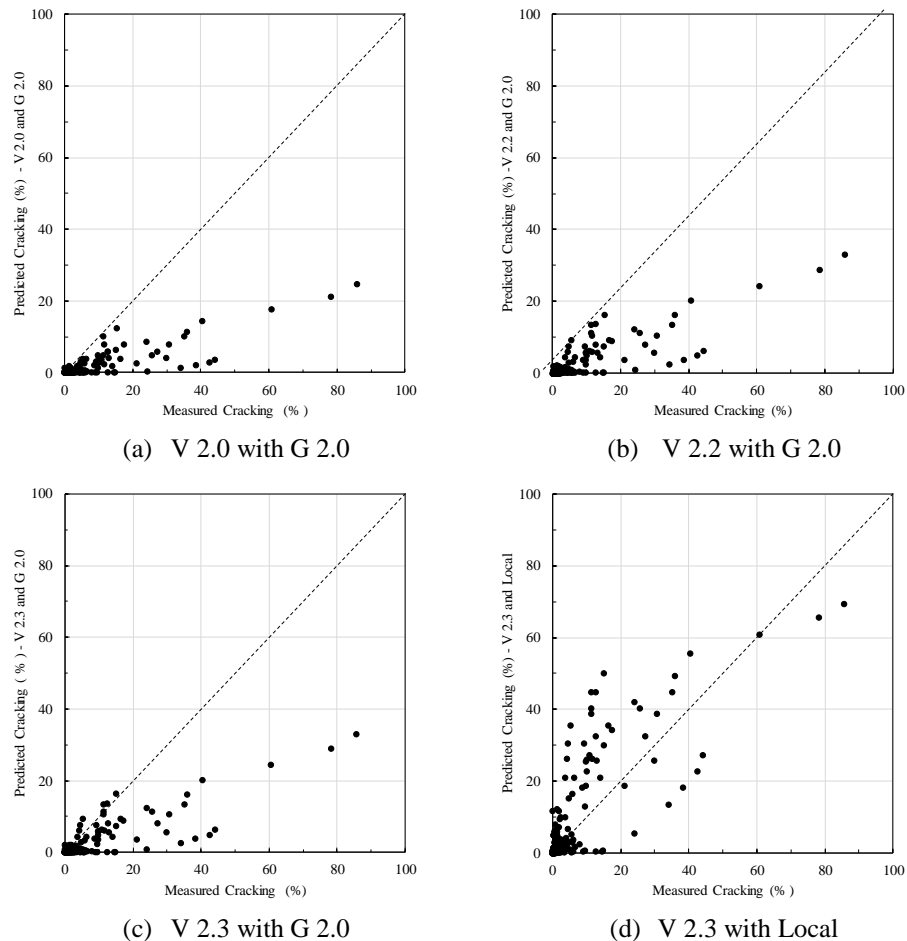 100
80
60
40
20
0
Predicted Cracking (%) - V 2.0 and G 2.0
0 20 40 60 80 100
Measured Cracking (%)
(a) V 2.0 with G 2.0
100
80
60
40
20
0
Predicted Cracking (%) - V 2.2 and G 2.0
0 20 40 60 80 100
Measured Cracking (%)
(b) V 2.2 with G 2.0
100
80
60
40
20
0
Predicted Cracking (%) - V 2.3 and G 2.0
0 20 40 60 80 100
Measured Cracking (%)
(c) V 2.3 with G 2.0
100
80
60
40
20
0
Predicted Cracking (%) - V 2.3 and Local
0 20 40 60 80 100
Measured Cracking (%)
(d) V 2.3 with Local